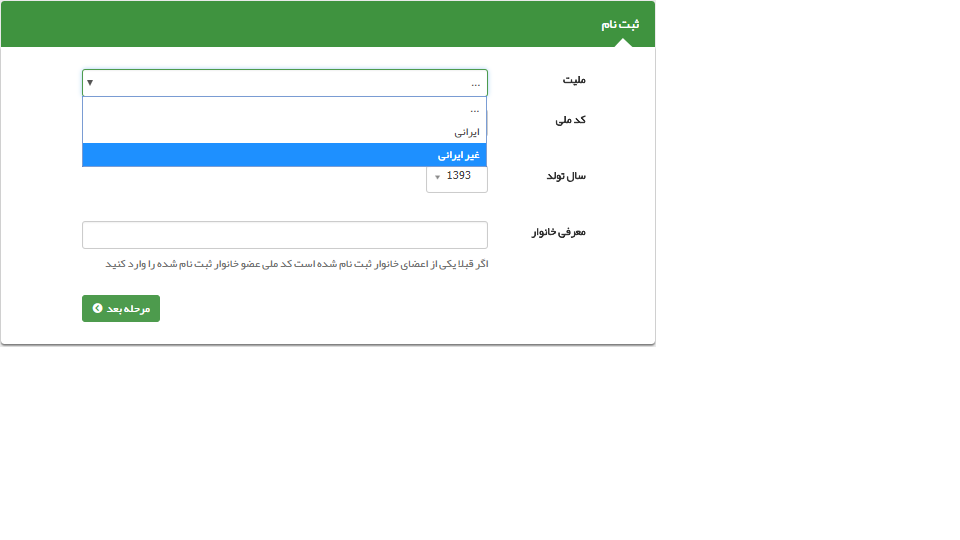 ثبت نام
ملیت
...
...
ایرانی
غیر ایرانی
کد ملی
سال تولد
1393
معرفی خانوار
اگر قبلا یکی از اعضای خانوار ثبت نام شده است کد ملی عضو خانوار ثبت نام شده را وارد کنید
مرحله بعد